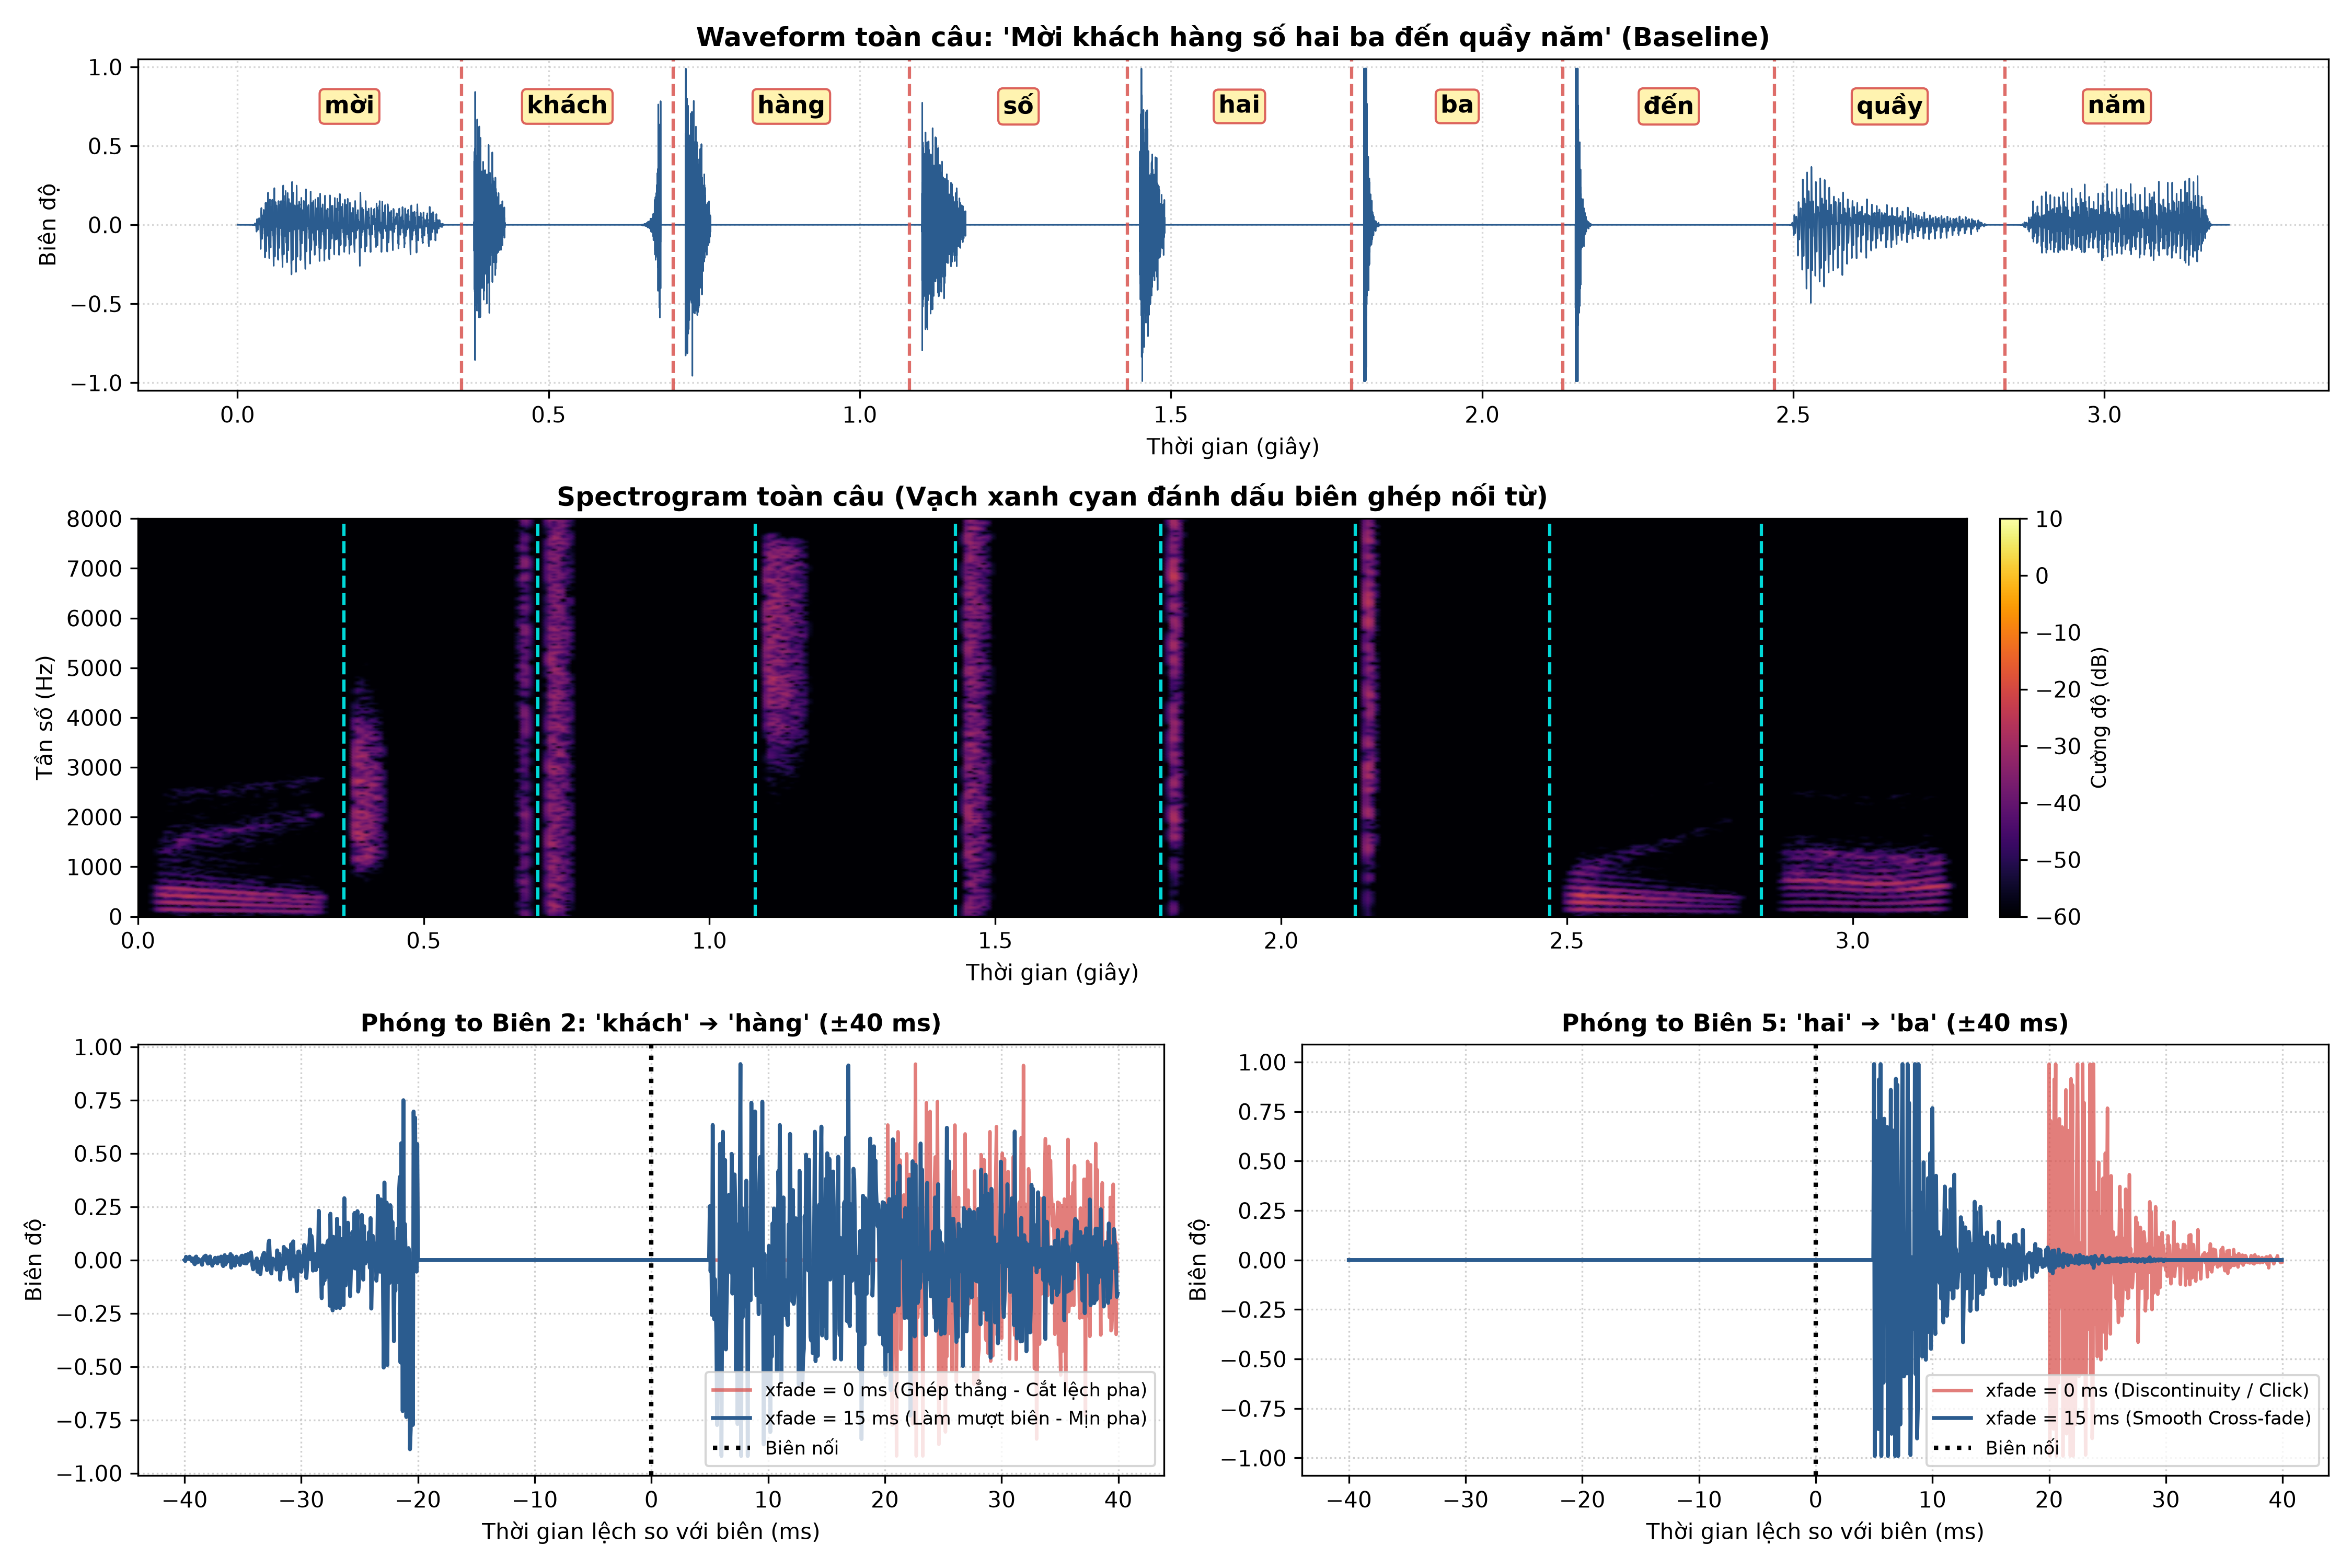 Waveform toàn câu: 'Mời khách hàng số hai ba đến quầy năm' (Baseline)
mời khách hàng số hai ba đến quầy năm
Biên độ
1.0
0.5
0.0
−0.5
−1.0
0.0 0.5 1.0 1.5 2.0 2.5 3.0
Thời gian (giây)
Spectrogram toàn câu (Vạch xanh cyan đánh dấu biên ghép nối từ)
Tần số (Hz)
8000
7000
6000
5000
4000
3000
2000
1000
0
0.0 0.5 1.0 1.5 2.0 2.5 3.0
Thời gian (giây)
10
0
−10
−20
−30
−40
−50
−60
Cường độ (dB)
Phóng to Biên 2: 'khách' ➔ 'hàng' (±40 ms)
Biên độ
1.00
0.75
0.50
0.25
0.00
−0.25
−0.50
−0.75
−1.00
xfade = 0 ms (Ghép thẳng - Cắt lệch pha)
xfade = 15 ms (Làm mượt biên - Mịn pha)
Biên nối
−40 −30 −20 −10 0 10 20 30 40
Thời gian lệch so với biên (ms)
Phóng to Biên 5: 'hai' ➔ 'ba' (±40 ms)
Biên độ
1.00
0.75
0.50
0.25
0.00
−0.25
−0.50
−0.75
−1.00
xfade = 0 ms (Discontinuity / Click)
xfade = 15 ms (Smooth Cross-fade)
Biên nối
−40 −30 −20 −10 0 10 20 30 40
Thời gian lệch so với biên (ms)